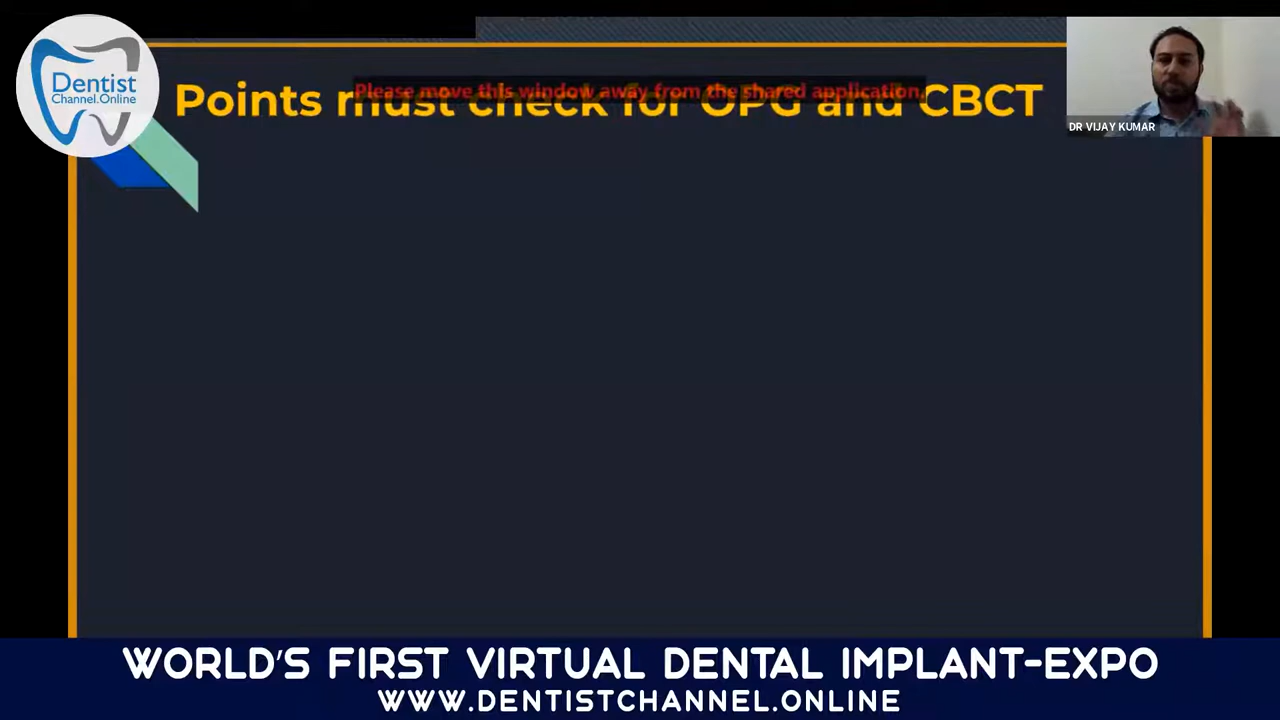 Dentist
Channel.Online
Points must check for OPG and CBCT
Please move this window away from the shared application.
DR VIJAY KUMAR
WORLD'S FIRST VIRTUAL DENTAL IMPLANT-EXPO
WWW.DENTISTCHANNEL.ONLINE